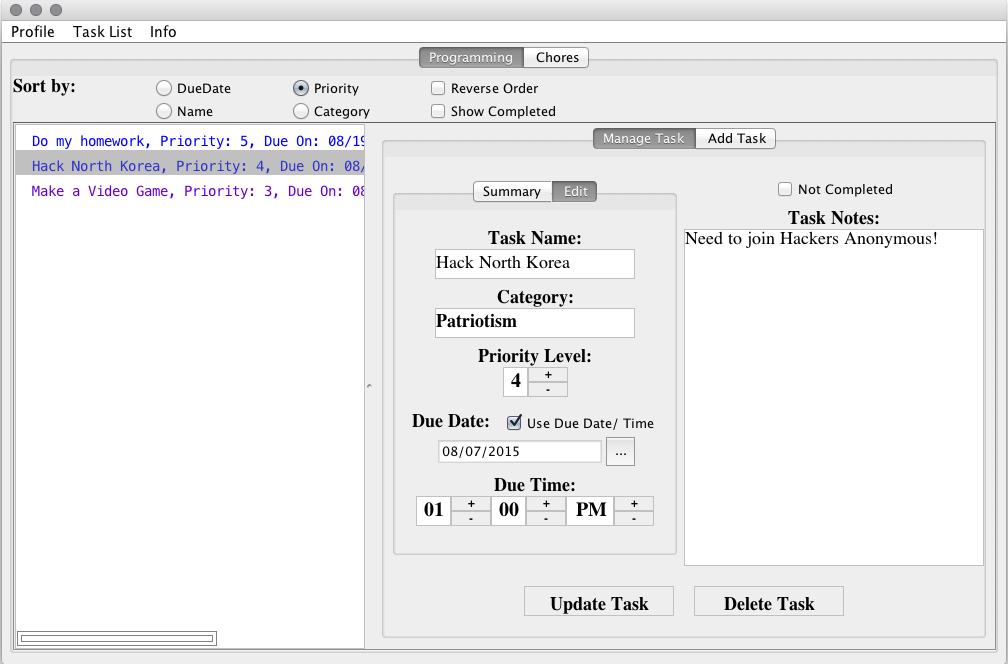 Profile Task List Info
Programming Chores
Sort by:
DueDate Priority Reverse Order
Name Category Show Completed
Do my homework, Priority: 5, Due On: 08/19
Hack North Korea, Priority: 4, Due On: 08/
Make a Video Game, Priority: 3, Due On: 08
Manage Task Add Task
Summary Edit
Not Completed
Task Name:
Hack North Korea
Category:
Patriotism
Priority Level:
4 + -
Due Date: Use Due Date/ Time
08/07/2015 ...
Due Time:
01 + - 00 + - PM + -
Task Notes:
Need to join Hackers Anonymous!
Update Task Delete Task